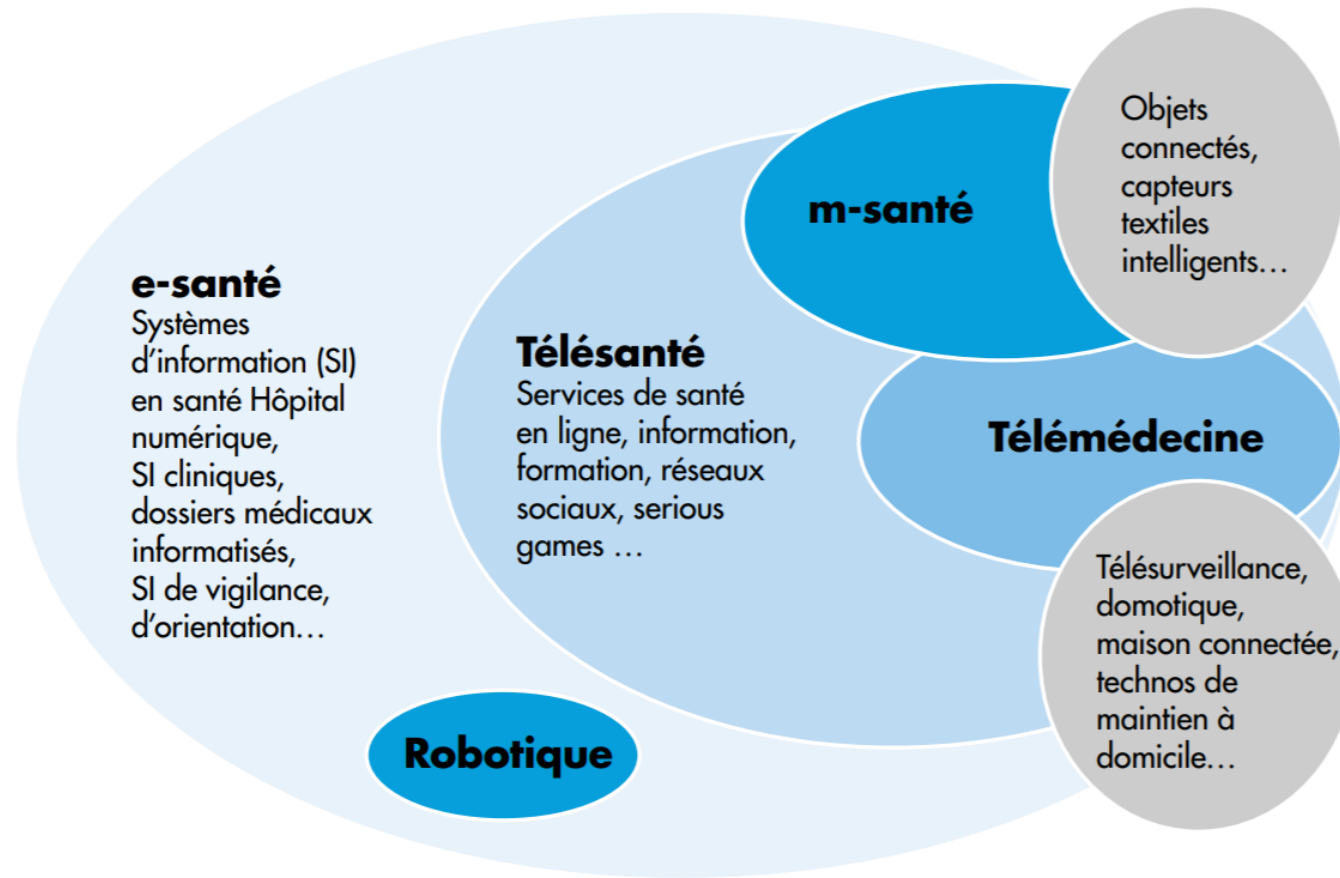 e-santé
Systèmes
d’information (SI)
en santé Hôpital
numérique,
SI cliniques,
dossiers médicaux
informatisés,
SI de vigilance,
d’orientation…
Télésanté
Services de santé
en ligne, information,
formation, réseaux
sociaux, serious
games …
m-santé
Objets
connectés,
capteurs
textiles
intelligents…
Télémédecine
Télésurveillance,
domotique,
maison connectée,
technos de
maintien à
domicile…
Robotique